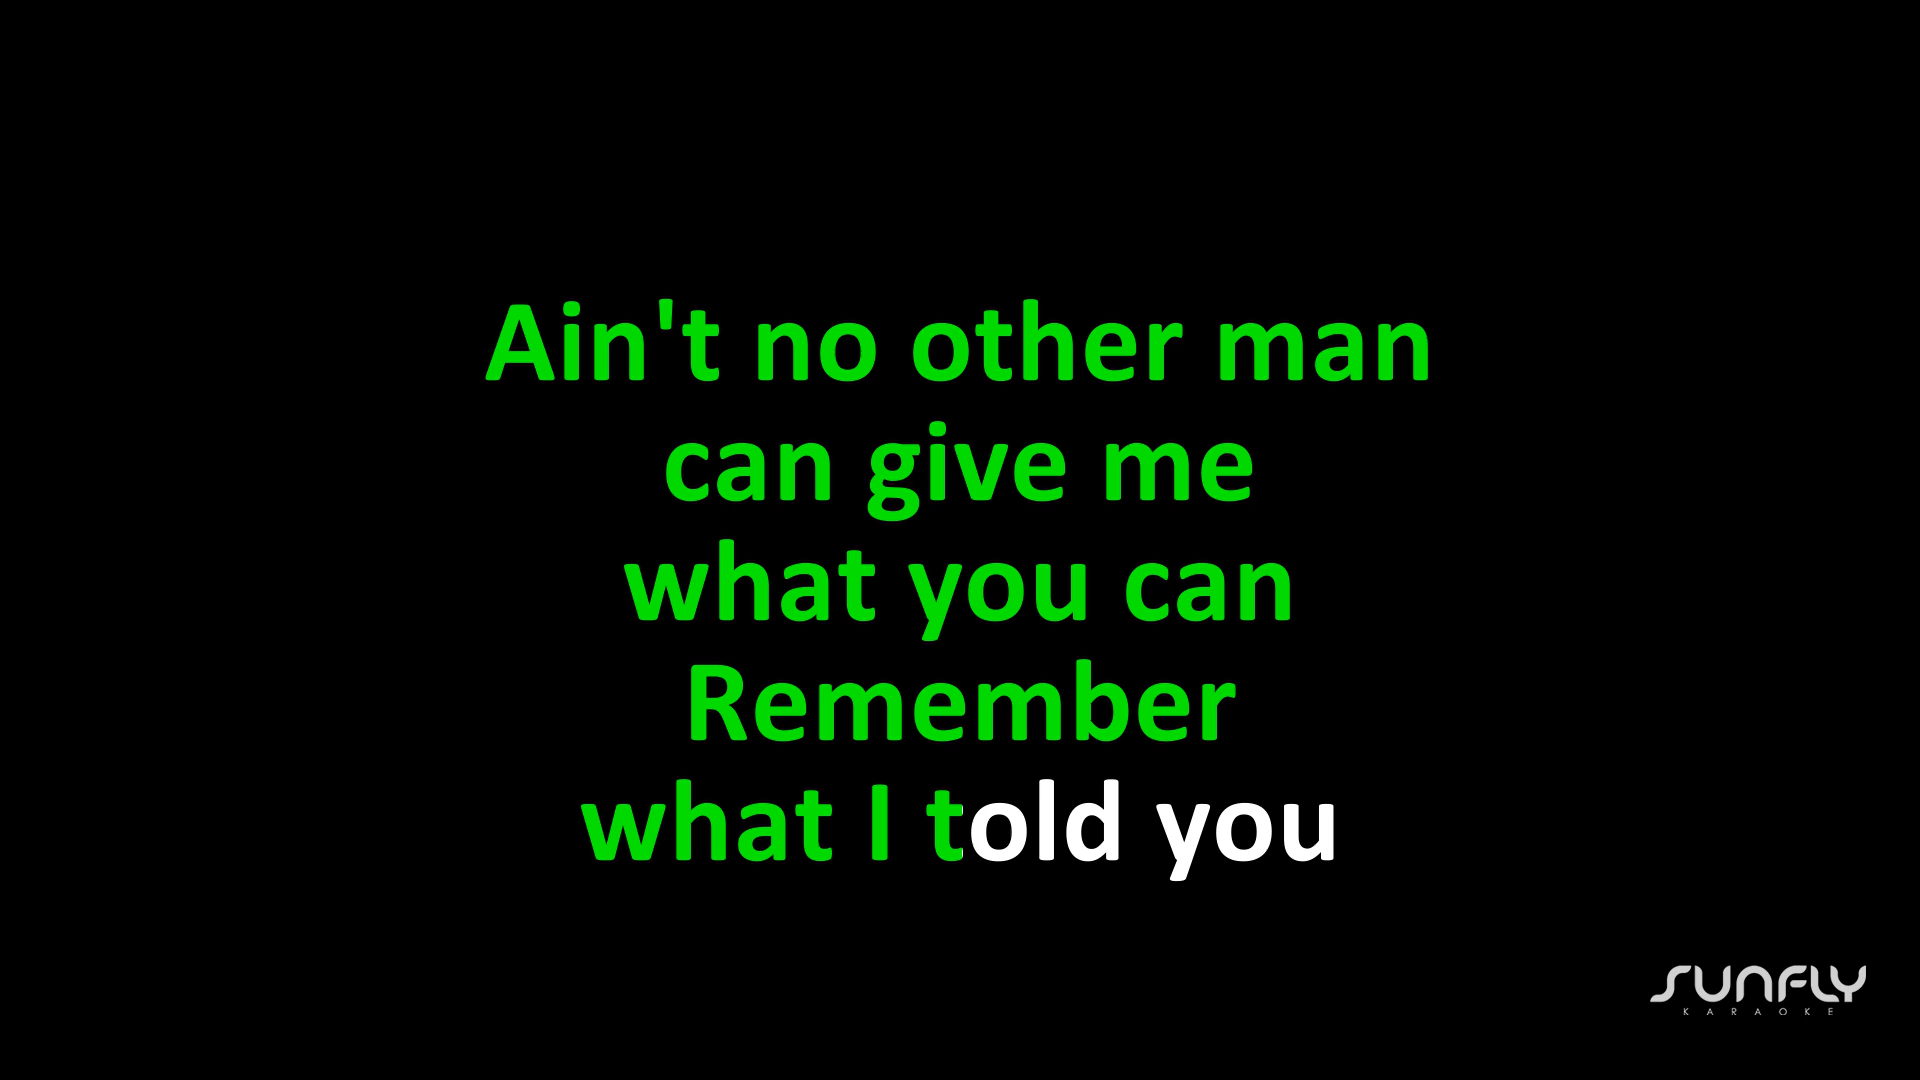 Ain't no other man
can give me
what you can
Remember
what I told you
SUNFLY
KARAOKE